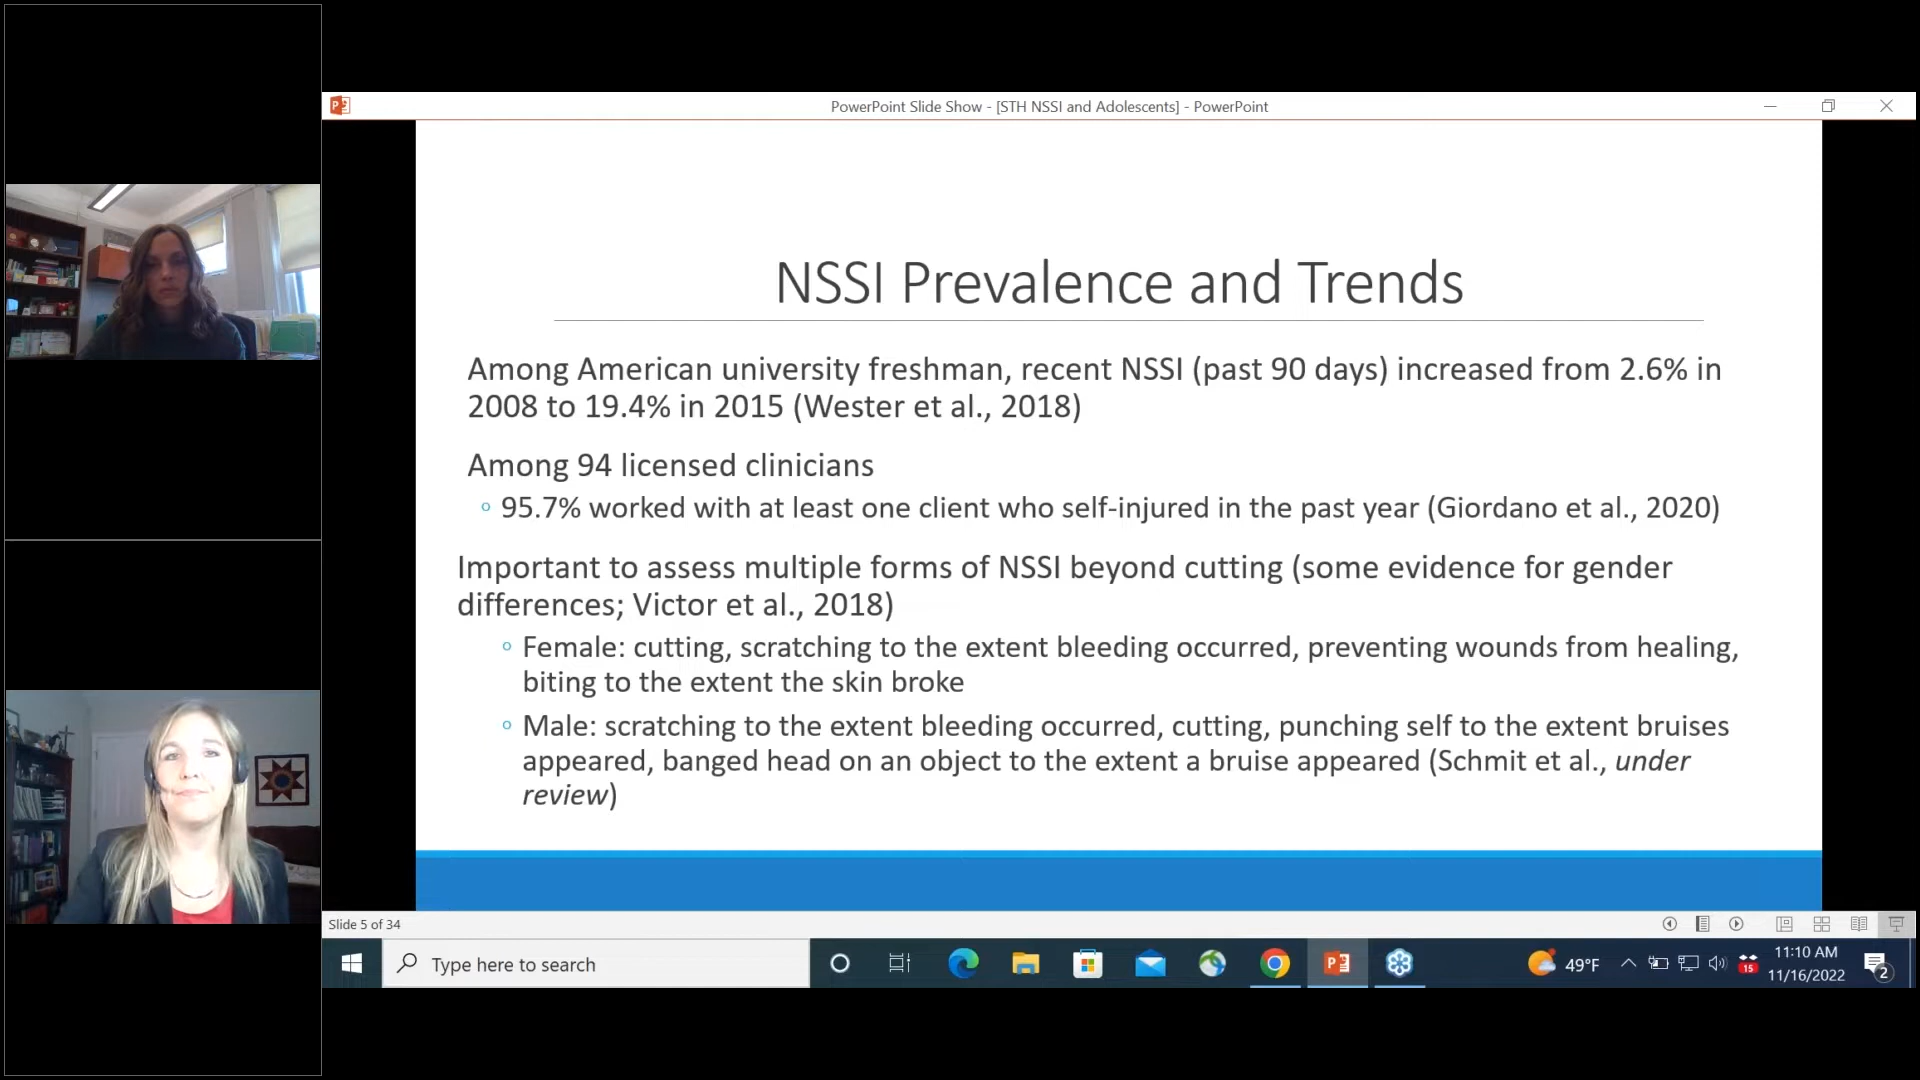 PowerPoint Slide Show - [STH NSSI and Adolescents] - PowerPoint
NSSI Prevalence and Trends
Among American university freshman, recent NSSI (past 90 days) increased from 2.6% in
2008 to 19.4% in 2015 (Wester et al., 2018)
Among 94 licensed clinicians
95.7% worked with at least one client who self-injured in the past year (Giordano et al., 2020)
Important to assess multiple forms of NSSI beyond cutting (some evidence for gender
differences; Victor et al., 2018)
Female: cutting, scratching to the extent bleeding occurred, preventing wounds from healing,
biting to the extent the skin broke
Male: scratching to the extent bleeding occurred, cutting, punching self to the extent bruises
appeared, banged head on an object to the extent a bruise appeared (Schmit et al., under
review)
Slide 5 of 34
Type here to search
49°F
15
11:10 AM
11/16/2022
2